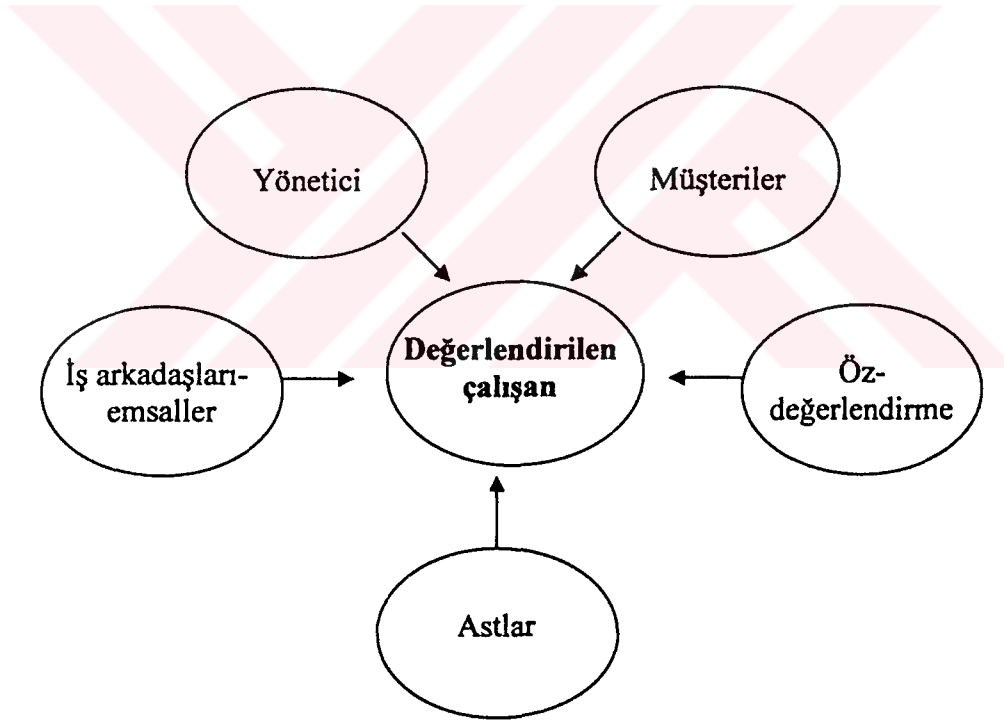 Yönetici
Müşteriler
Değerlendirilen
çalışan
İş arkadaşları-
emsaller
Öz-
değerlendirme
Astlar